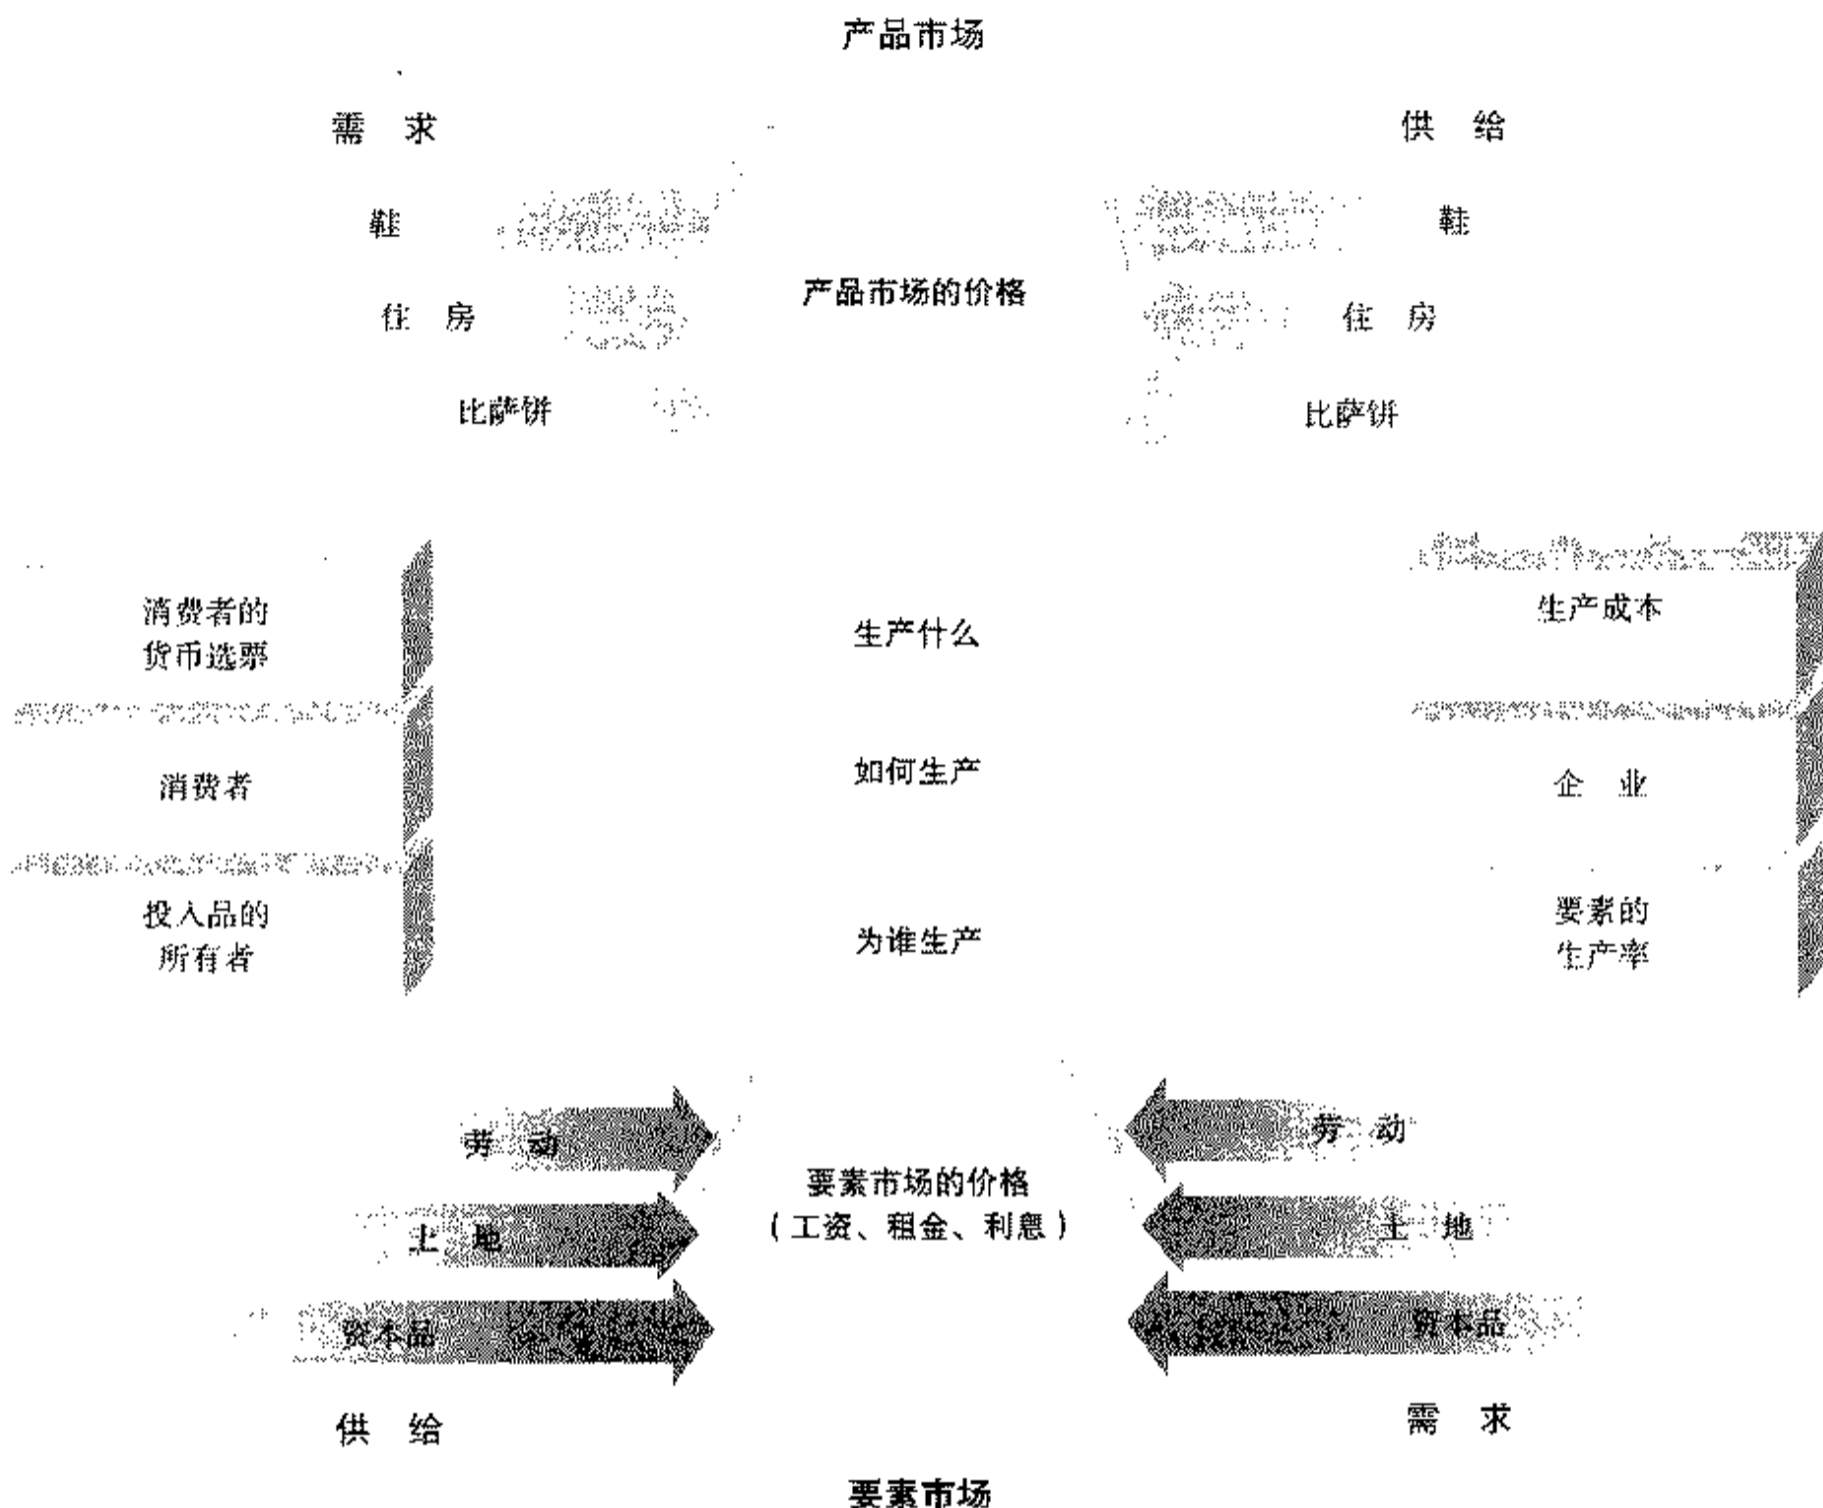 产品市场
需 求
供 给
鞋
鞋
产品市场的价格
住 房
住 房
比萨饼
比萨饼
消费者的
货币选票
生产什么
生产成本
消费者
如何生产
企 业
投入品的
所有者
为谁生产
要素的
生产率
劳 动
劳 动
要素市场的价格
(工资、租金、利息)
土 地
土 地
资本品
资本品
供 给
需 求
要素市场